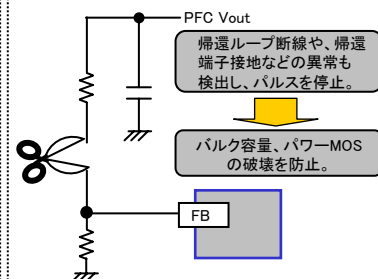 PFC Vout
帰還ループ断線や、帰還
端子接地などの異常も
検出し、パルスを停止。
バルク容量、パワーMOS
の破壊を防止。
FB